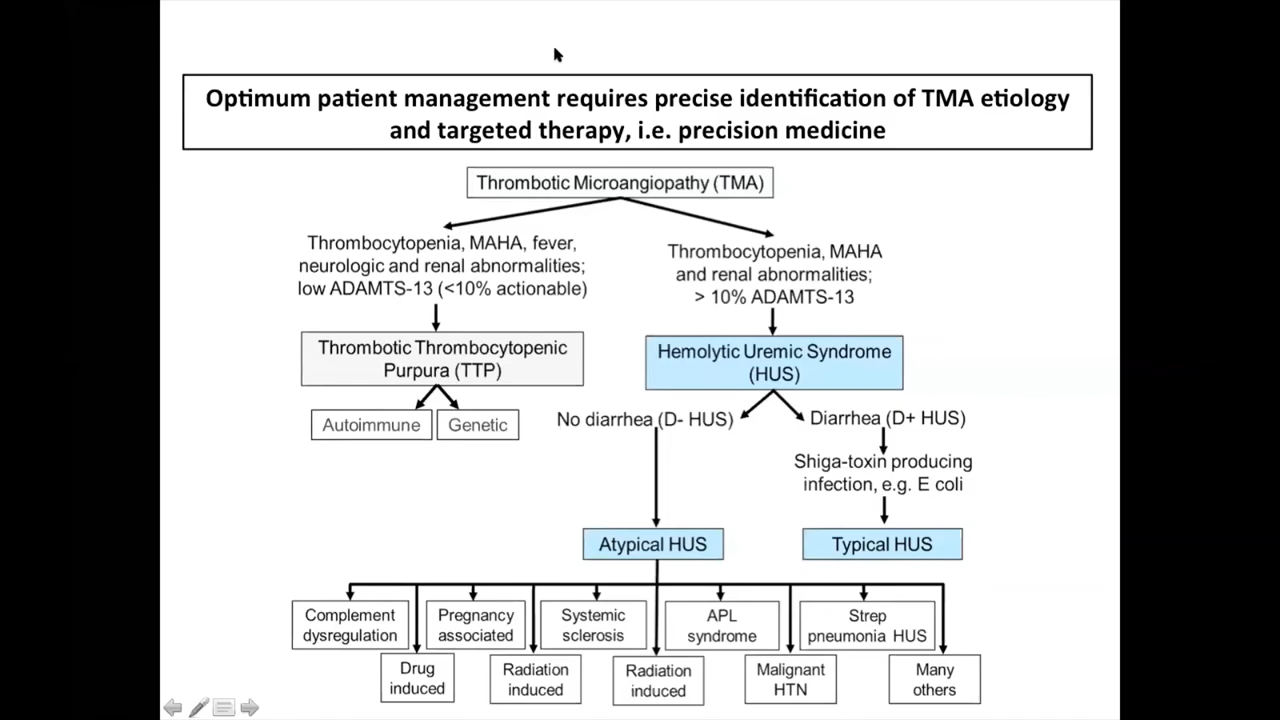 Optimum patient management requires precise identification of TMA etiology
and targeted therapy, i.e. precision medicine
Thrombotic Microangiopathy (TMA)
Thrombocytopenia, MAHA, fever,
neurologic and renal abnormalities;
low ADAMTS-13 (<10% actionable)
Thrombocytopenia, MAHA
and renal abnormalities;
> 10% ADAMTS-13
Thrombotic Thrombocytopenic
Purpura (TTP)
Hemolytic Uremic Syndrome
(HUS)
Autoimmune
Genetic
No diarrhea (D- HUS)
Diarrhea (D+ HUS)
Shiga-toxin producing
infection, e.g. E coli
Atypical HUS
Typical HUS
Complement
dysregulation
Pregnancy
associated
Systemic
sclerosis
APL
syndrome
Strep
pneumonia HUS
Drug
induced
Radiation
induced
Radiation
induced
Malignant
HTN
Many
others